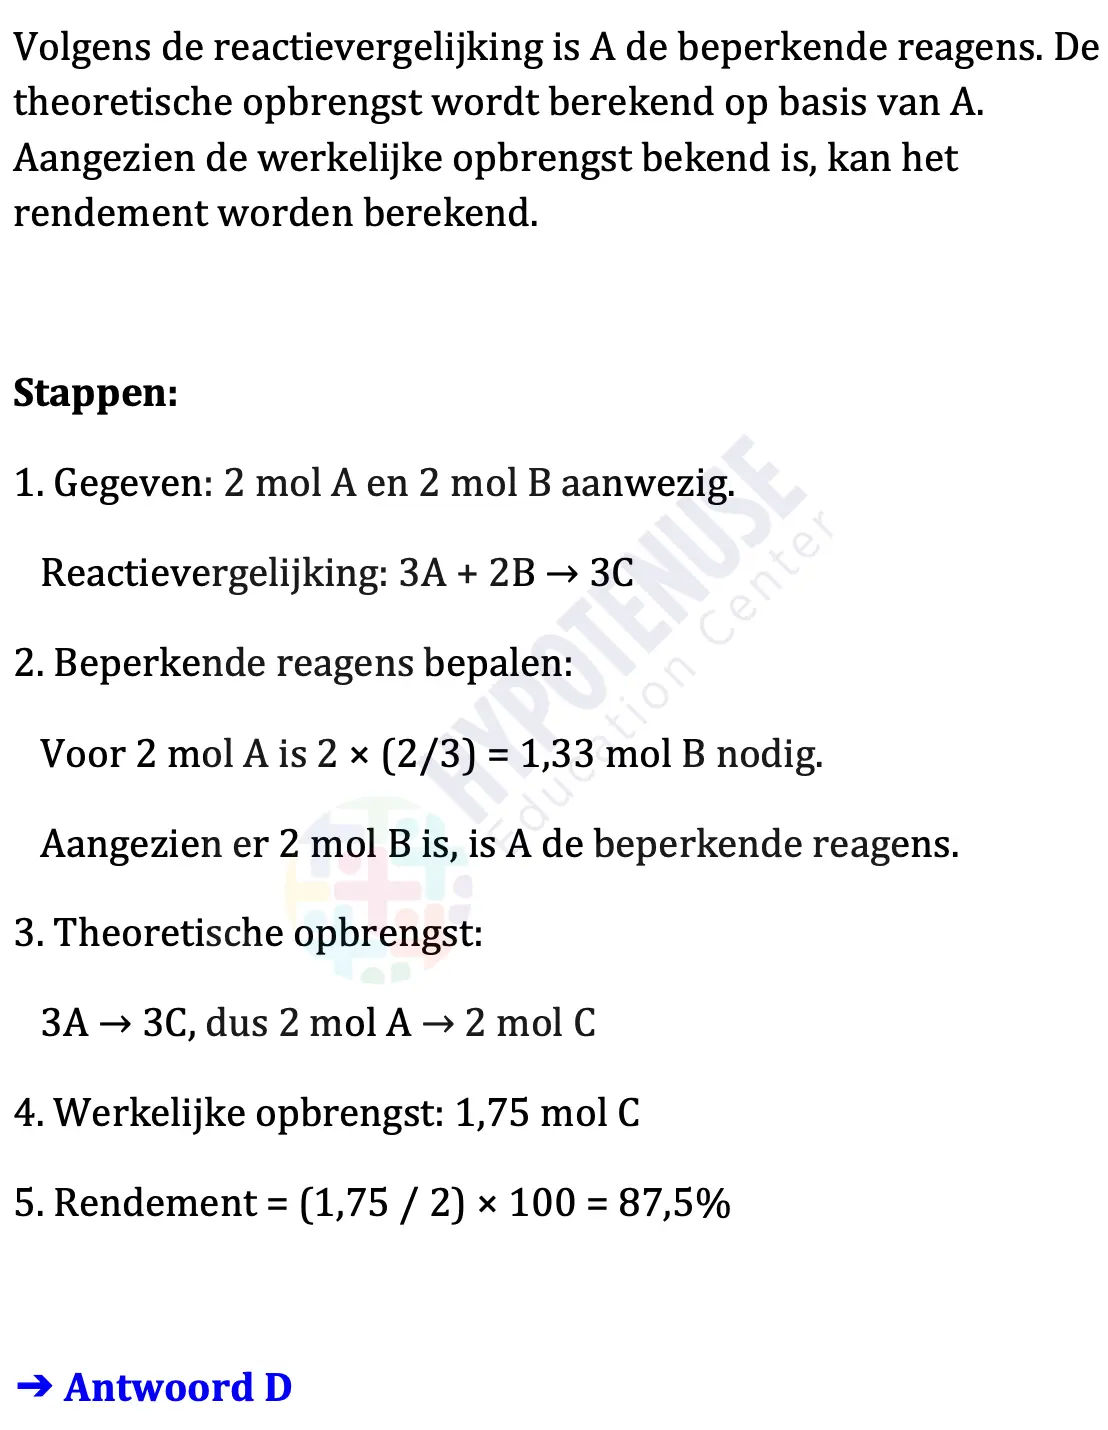 Volgens de reactievergelijking is A de beperkende reagens. De
theoretische opbrengst wordt berekend op basis van A.
Aangezien de werkelijke opbrengst bekend is, kan het
rendement worden berekend.
Stappen:
1. Gegeven: 2 mol A en 2 mol B aanwezig.
Reactievergelijking: 3A + 2B → 3C
2. Beperkende reagens bepalen:
Voor 2 mol A is 2 × (2/3) = 1,33 mol B nodig.
Aangezien er 2 mol B is, is A de beperkende reagens.
3. Theoretische opbrengst:
3A → 3C, dus 2 mol A → 2 mol C
4. Werkelijke opbrengst: 1,75 mol C
5. Rendement = (1,75 / 2) × 100 = 87,5%
➔ Antwoord D
HYPOTENUSE
Education Center